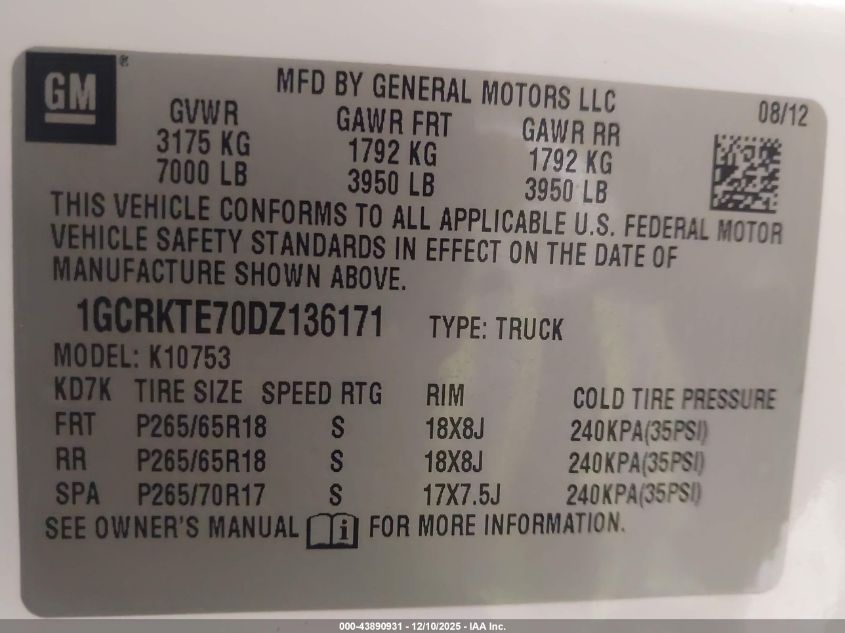 GM ®
MFD BY GENERAL MOTORS LLC
08/12
GVWR GAWR FRT GAWR RR
3175 KG 1792 KG 1792 KG
7000 LB 3950 LB 3950 LB
THIS VEHICLE CONFORMS TO ALL APPLICABLE U.S. FEDERAL MOTOR
VEHICLE SAFETY STANDARDS IN EFFECT ON THE DATE OF
MANUFACTURE SHOWN ABOVE.
1GCRKTE70DZ136171 TYPE: TRUCK
MODEL: K10753
KD7K TIRE SIZE SPEED RTG RIM COLD TIRE PRESSURE
FRT P265/65R18 S 18X8J 240KPA(35PSI)
RR P265/65R18 S 18X8J 240KPA(35PSI)
SPA P265/70R17 S 17X7.5J 240KPA(35PSI)
SEE OWNER'S MANUAL i FOR MORE INFORMATION.
000-43890931 - 12/10/2025 - IAA Inc.